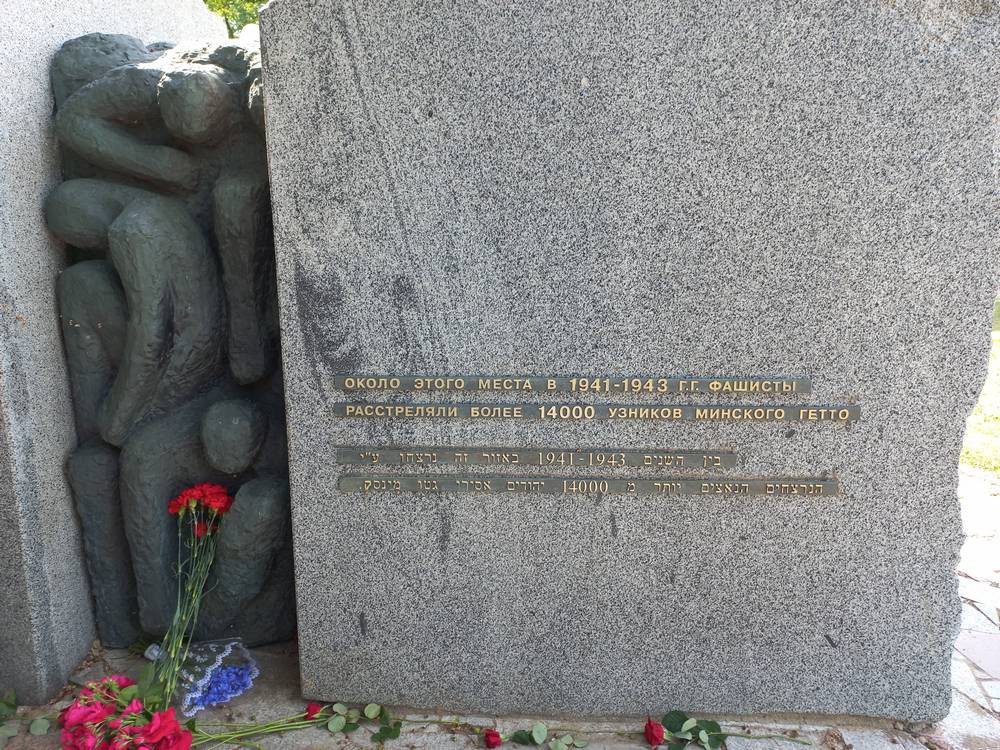 ОКОЛО ЭТОГО МЕСТА В 1941-1943 Г.Г. ФАШИСТЫ
РАССТРЕЛЯЛИ БОЛЕЕ 14000 УЗНИКОВ МИНСКОГО ГЕТТО
בין השנים 1941-1943 באזור זה נרצחו ע״י
הנרצחים הנאצים יותר מ 14000 יהודים אסירי גטו מינסק.